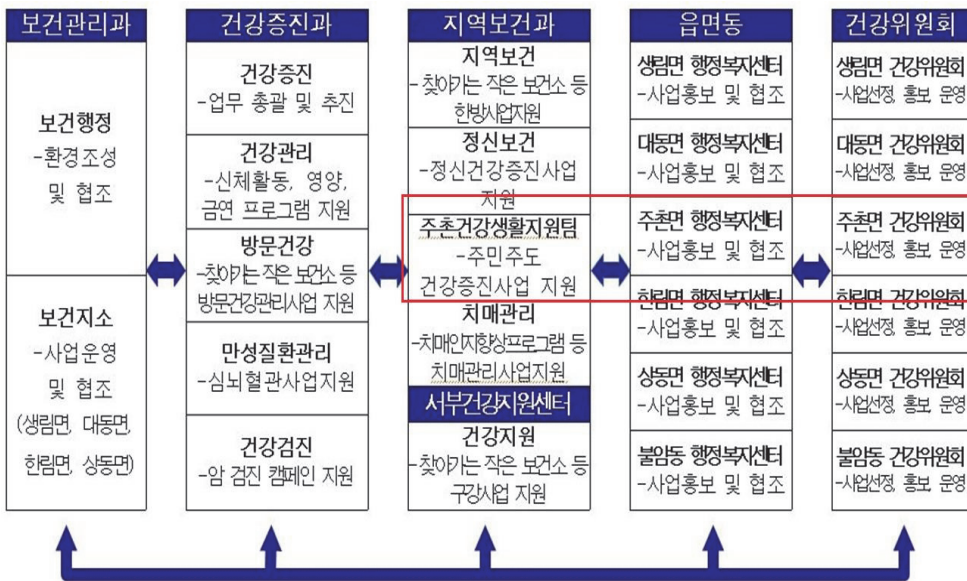 보건관리과
보건행정
-환경조성
및 협조
보건지소
-사업운영
및 협조
(생림면, 대동면,
한림면, 상동면)
건강증진과
건강증진
-업무 총괄 및 추진
건강관리
-신체활동, 영양,
금연 프로그램 지원
방문건강
-찾아가는 작은 보건소 등
방문건강관리사업 지원
만성질환관리
-심뇌혈관사업지원
건강검진
-암 검진 캠페인 지원
지역보건과
지역보건
- 찾아가는 작은 보건소 등
한방사업지원
정신보건
-정신건강증진사업
지원
주촌건강생활지원팀
-주민주도
건강증진사업 지원
치매관리
-치매인지향상프로그램 등
치매관리사업지원
서부건강지원센터
건강지원
-찾아가는 작은 보건소 등
구강사업 지원
읍면동
생림면 행정복지센터
-사업홍보 및 협조
대동면 행정복지센터
-사업홍보 및 협조
주촌면 행정복지센터
-사업홍보 및 협조
한림면 행정복지센터
-사업홍보 및 협조
상동면 행정복지센터
-사업홍보 및 협조
불암동 행정복지센터
-사업홍보 및 협조
건강위원회
생림면 건강위원회
-사업선정, 홍보, 운영
대동면 건강위원회
-사업선정, 홍보, 운영
주촌면 건강위원회
-사업선정, 홍보, 운영
한림면 건강위원회
-사업선정, 홍보, 운영
상동면 건강위원회
-사업선정, 홍보, 운영
불암동 건강위원회
-사업선정, 홍보, 운영